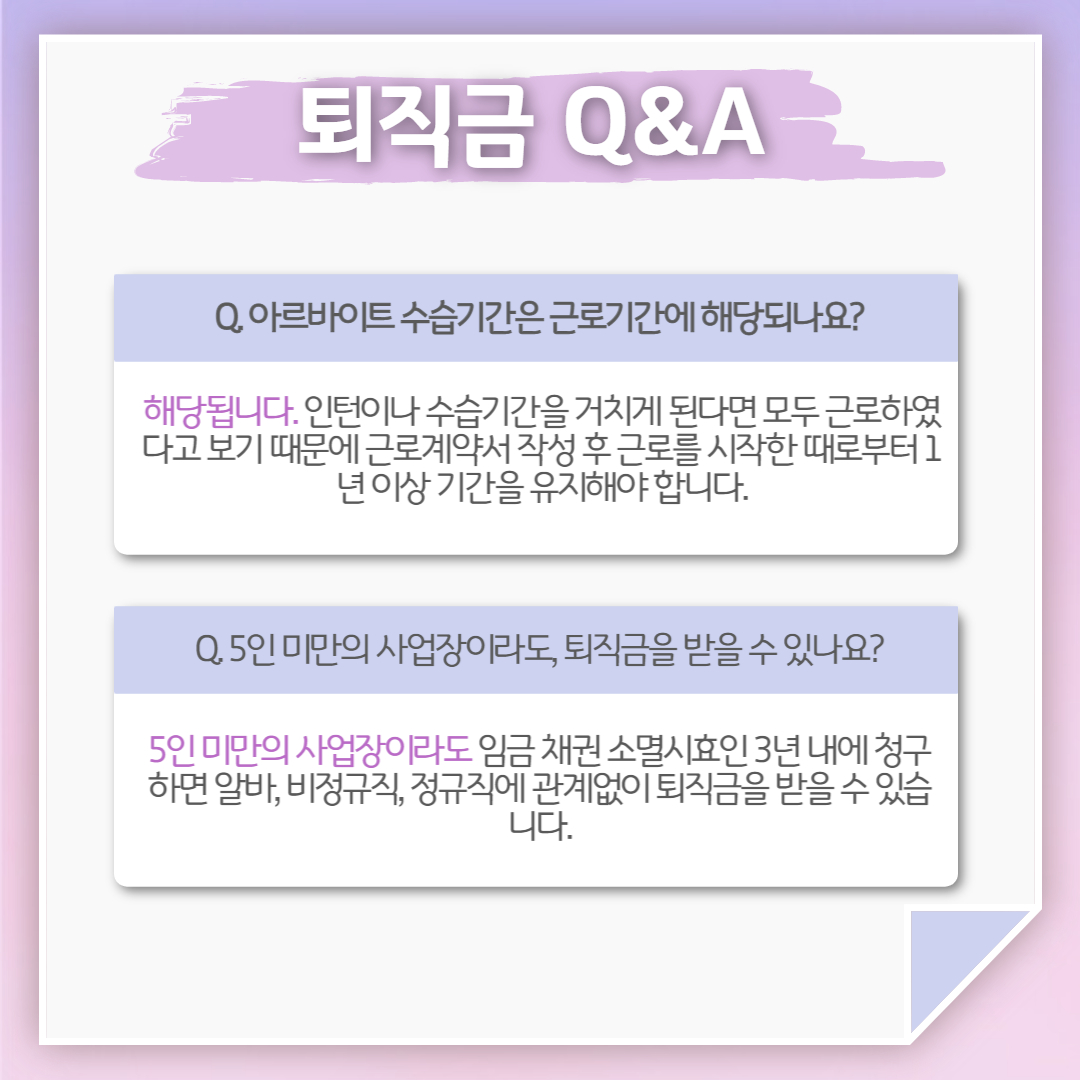 퇴직금 Q&A
Q. 아르바이트 수습기간은 근로기간에 해당되나요?
해당됩니다. 인턴이나 수습기간을 거치게 된다면 모두 근로하였
다고 보기 때문에 근로계약서 작성 후 근로를 시작한 때로부터 1
년 이상 기간을 유지해야 합니다.
Q. 5인 미만의 사업장이라도, 퇴직금을 받을 수 있나요?
5인 미만의 사업장이라도 임금 채권 소멸시효인 3년 내에 청구
하면 알바, 비정규직, 정규직에 관계없이 퇴직금을 받을 수 있습
니다.